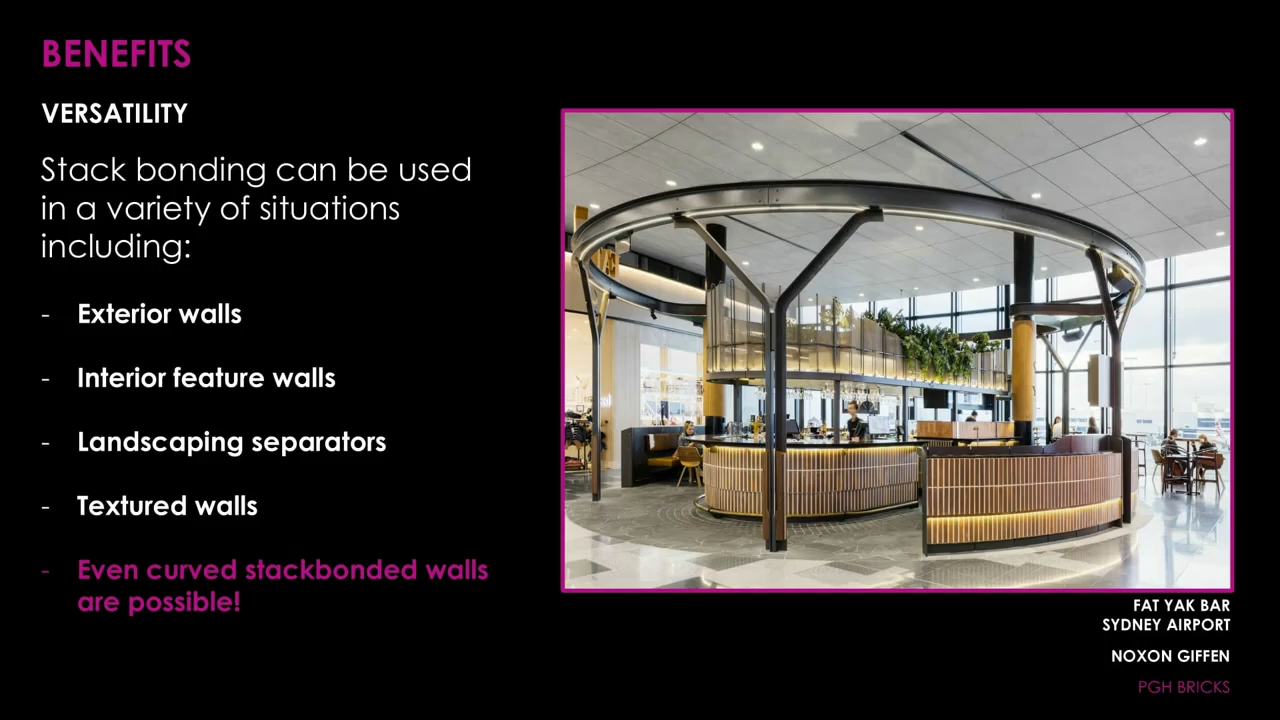 BENEFITS
VERSATILITY
Stack bonding can be used
in a variety of situations
including:
- Exterior walls
- Interior feature walls
- Landscaping separators
- Textured walls
- Even curved stackbonded walls
are possible!
FAT YAK BAR
SYDNEY AIRPORT
NOXON GIFFEN
PGH BRICKS